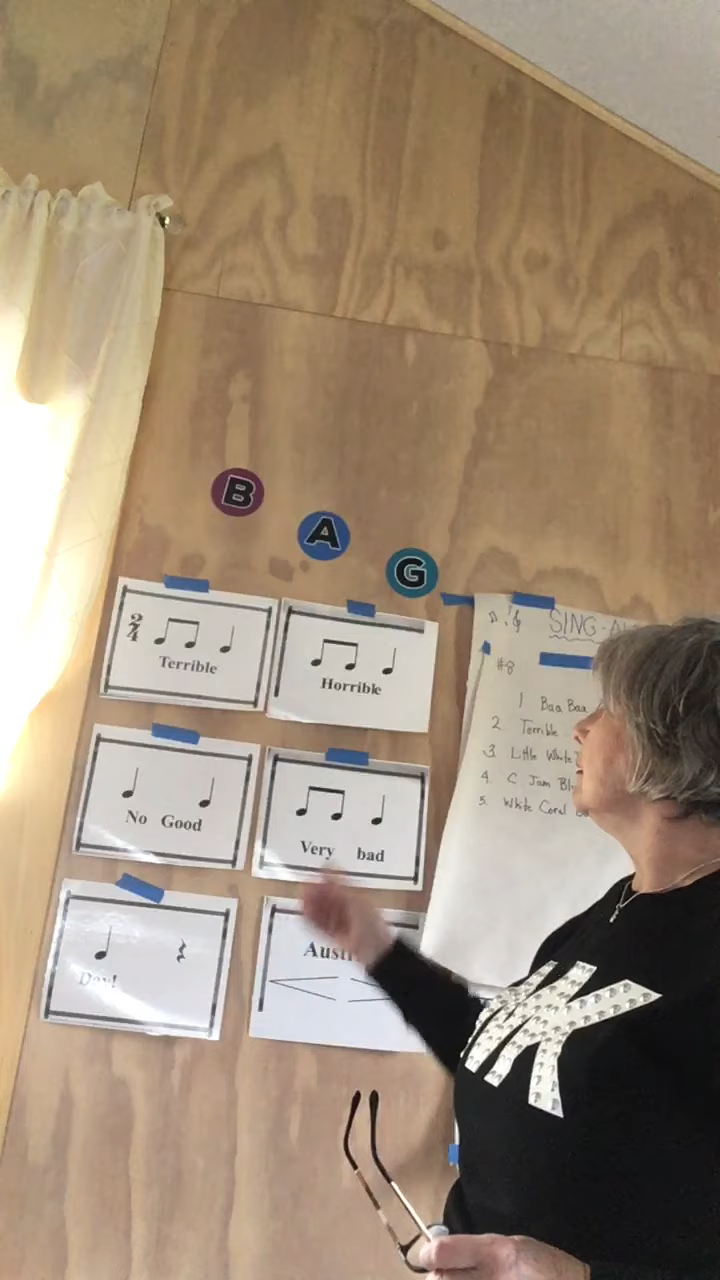 B
A
G
2
4
Terrible
Horrible
No Good
Very bad
Day!
SING-
#8
1 Baa Baa
2. Terrible
3. Little White
4. C Jam
5. White Coral
K